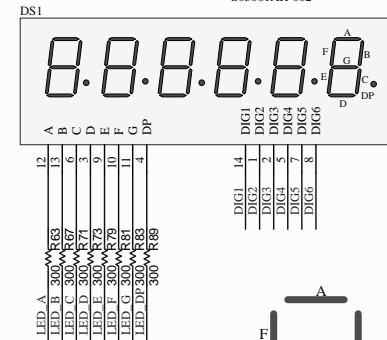 DS1
A
F
B
G
E
C
D
DP
A
B
C
D
E
F
G
DP
DIG1
DIG2
DIG3
DIG4
DIG5
DIG6
12
13
6
3
9
10
11
4
14
1
2
5
7
8
DIG1
DIG2
DIG3
DIG4
DIG5
DIG6
R63
R67
R71
R73
R79
R81
R83
R89
300
300
300
300
300
300
300
300
LED_A
LED_B
LED_C
LED_D
LED_E
LED_F
LED_G
LED_DP
A
F